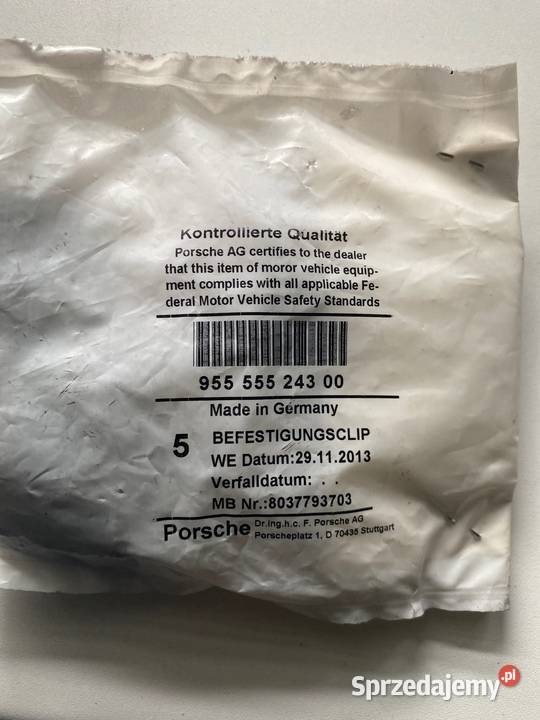 Kontrollierte Qualität
Porsche AG certifies to the dealer
that this item of moror vehicle equip-
ment complies with all applicable Fe-
deral Motor Vehicle Safety Standards
955 555 243 00
Made in Germany
5 BEFESTIGUNGSCLIP
WE Datum:29.11.2013
Verfalldatum: . .
MB Nr.:8037793703
Porsche Dr.Ing.h.c. F. Porsche AG
Porscheplatz 1, D 70435 Stuttgart
Sprzedajemy.pl